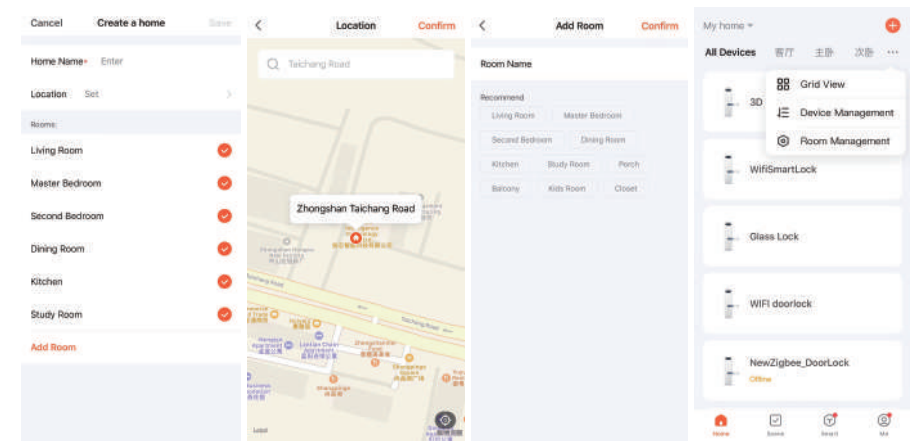 Cancel Create a home Save
Home Name* Enter
Location Set
Rooms:
Living Room
Master Bedroom
Second Bedroom
Dining Room
Kitchen
Study Room
Add Room
Location Confirm
Taichang Road
Zhongshan Taichang Road
Taichang Road
Add Room Confirm
Room Name
Recommend
Living Room Master Bedroom
Second Bedroom Dining Room
Kitchen Study Room Porch
Balcony Kids Room Closet
My home
All Devices 客厅 主卧 次卧 ...
Grid View
Device Management
Room Management
3D
WifiSmartLock
Glass Lock
WIFI doorlock
NewZigbee_DoorLock
Offline
Home Scene Smart Me